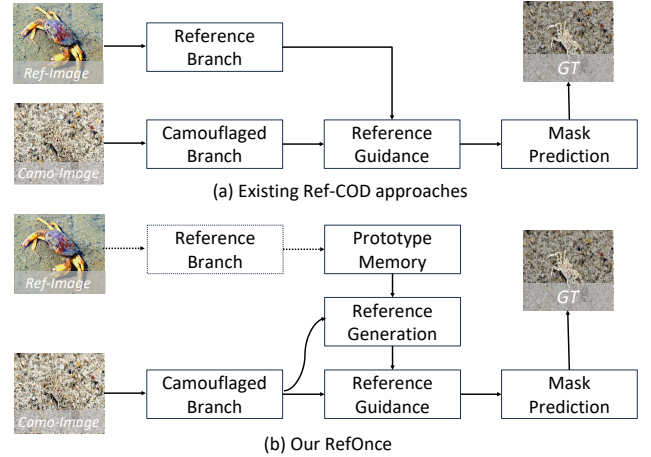 Ref-Image
Reference
Branch
GT
Camo-Image
Camouflaged
Branch
Reference
Guidance
Mask
Prediction
(a) Existing Ref-COD approaches
Ref-Image
Reference
Branch
Prototype
Memory
GT
Reference
Generation
Camo-Image
Camouflaged
Branch
Reference
Guidance
Mask
Prediction
(b) Our RefOnce